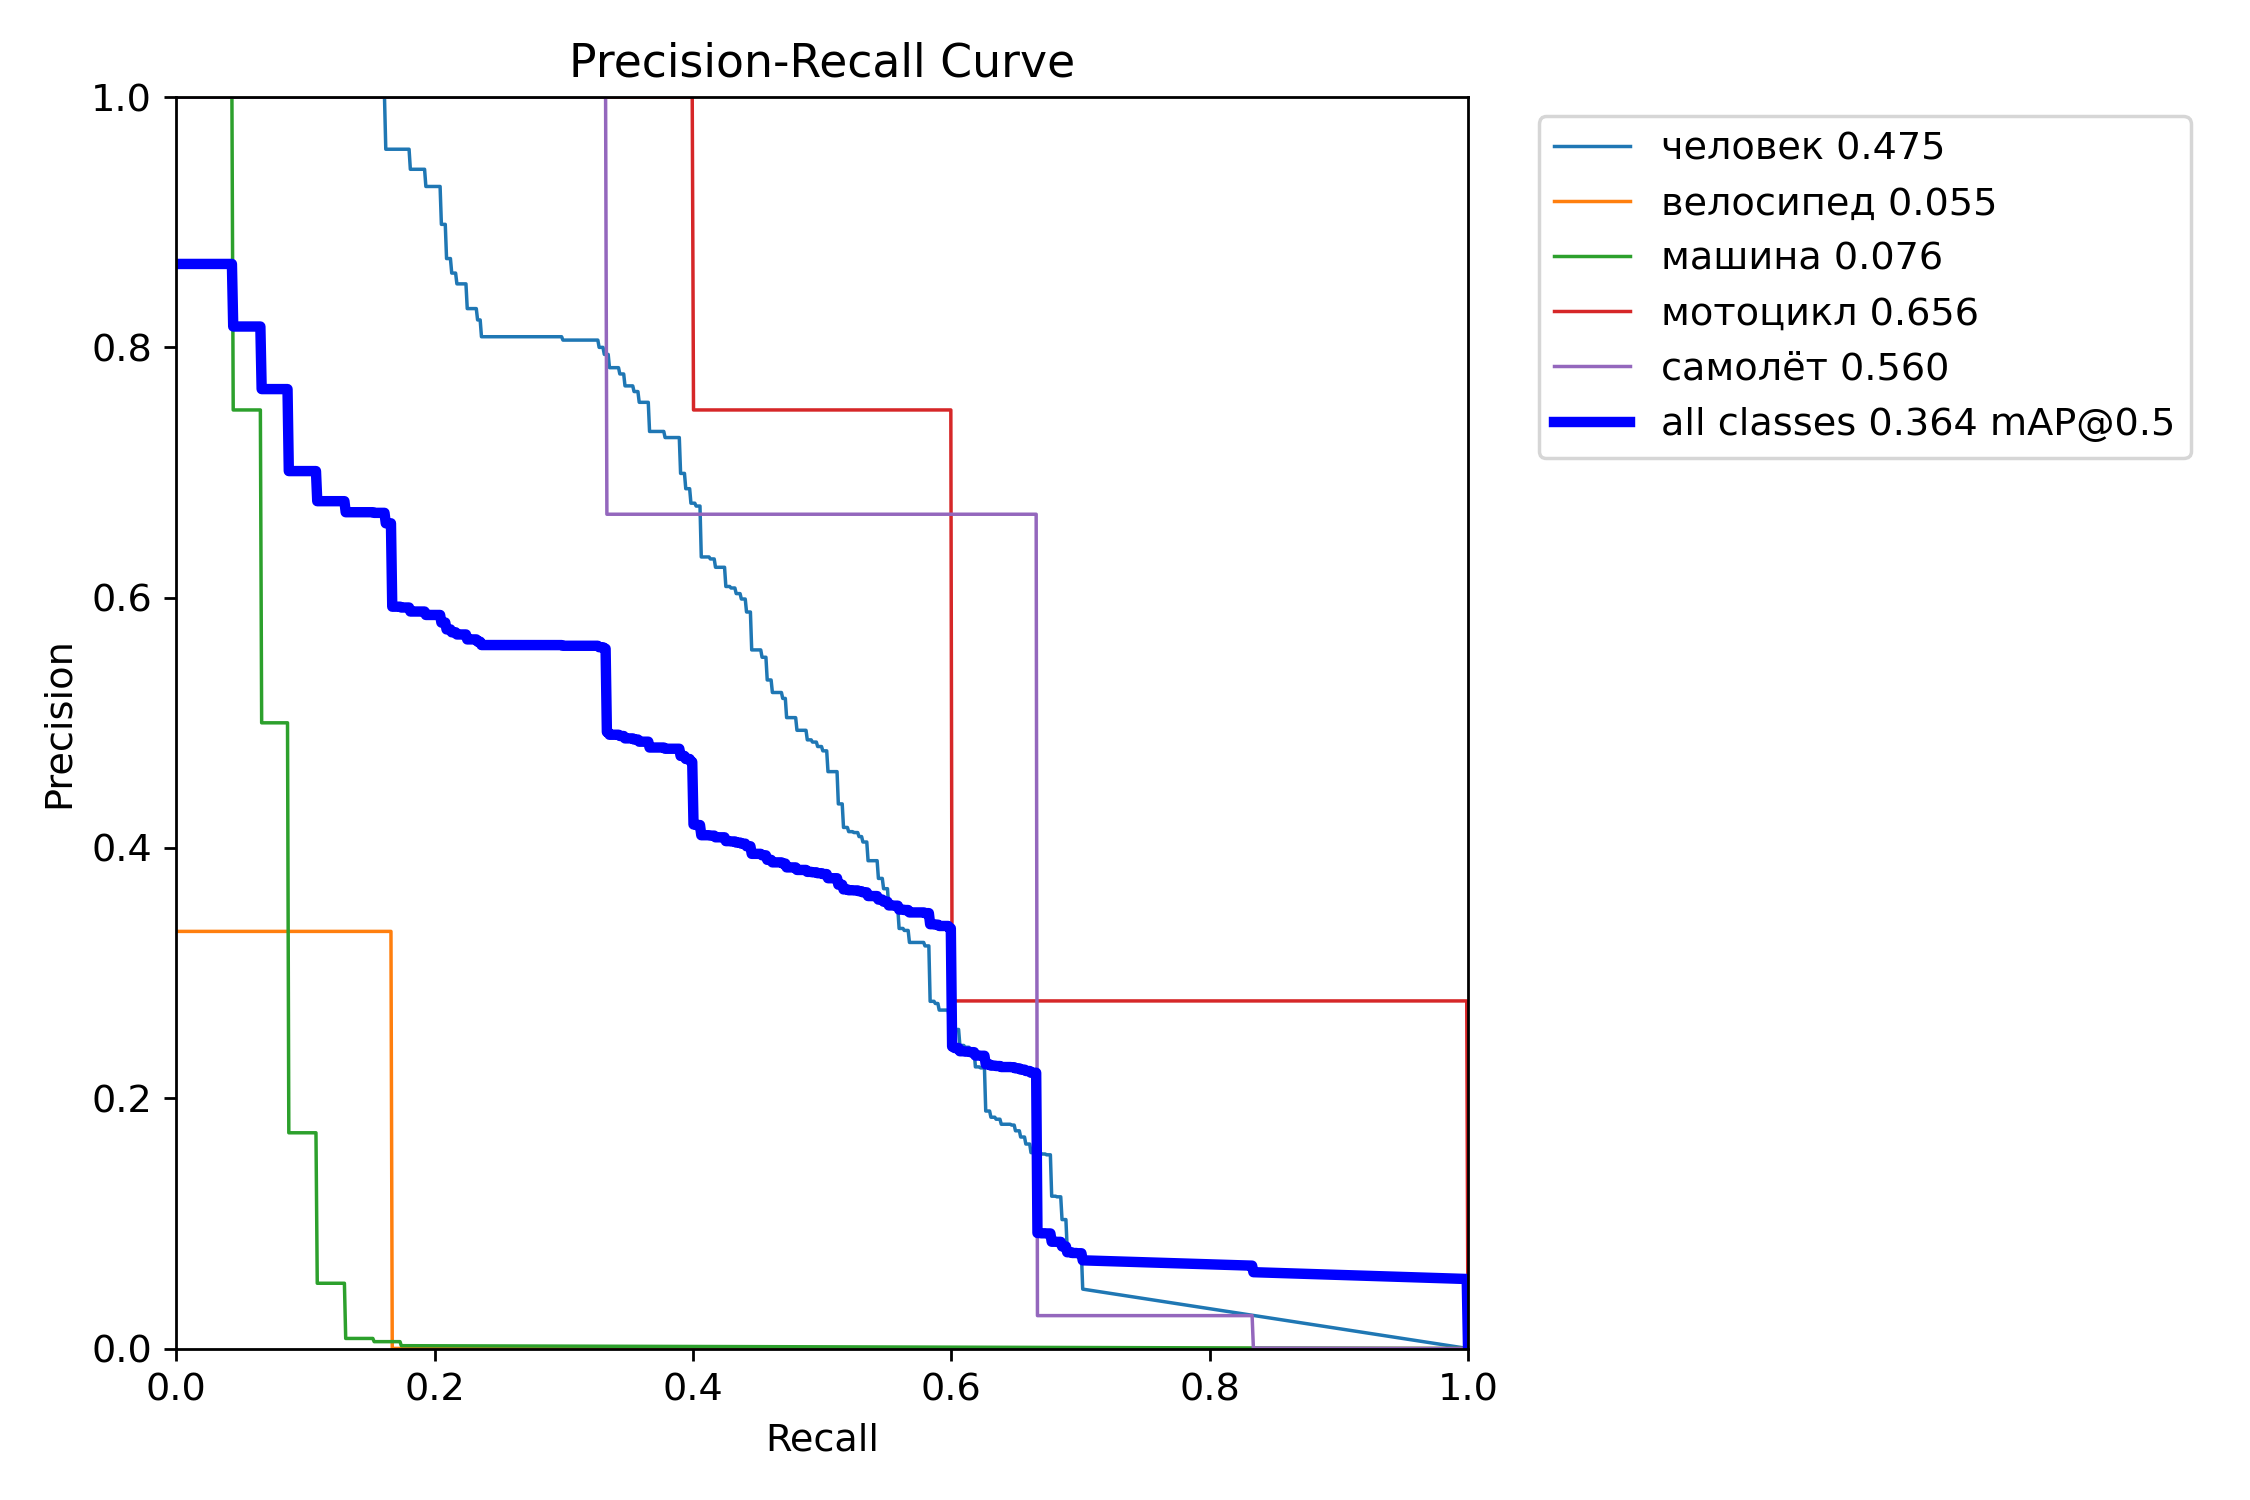 Precision-Recall Curve
1.0
0.8
0.6
0.4
0.2
0.0
Precision
0.0 0.2 0.4 0.6 0.8 1.0
Recall
человек 0.475
велосипед 0.055
машина 0.076
мотоцикл 0.656
самолёт 0.560
all classes 0.364 mAP@0.5